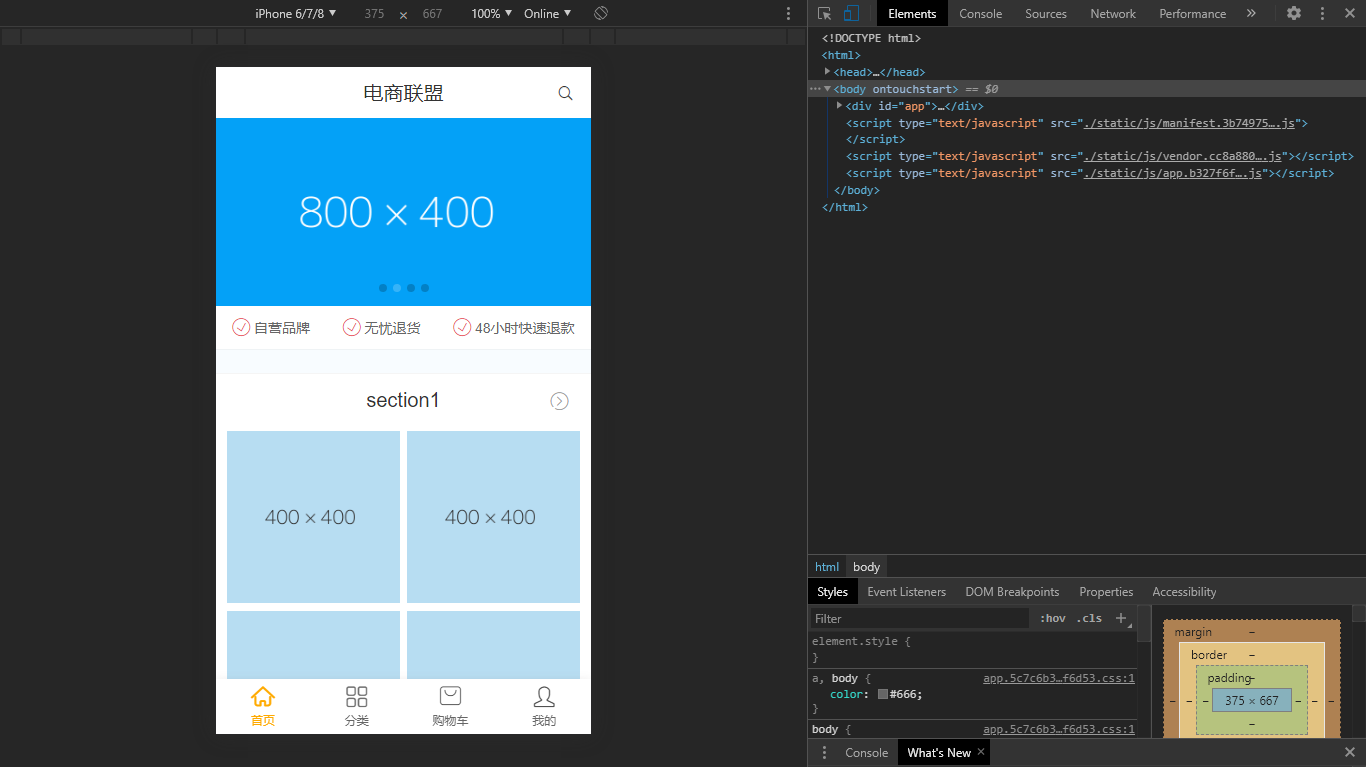 iPhone 6/7/8 ▼ 375 × 667 100% ▼ Online ▼
电商联盟
800 × 400
自营品牌 无忧退货 48小时快速退款
section1
400 × 400 400 × 400
首页 分类 购物车 我的
Elements Console Sources Network Performance »
<!DOCTYPE html>
<html>
<head>…</head>
<body ontouchstart> == $0
<div id="app">…</div>
<script type="text/javascript" src="./static/js/manifest.3b74975….js">
</script>
<script type="text/javascript" src="./static/js/vendor.cc8a880….js"></script>
<script type="text/javascript" src="./static/js/app.b327f6f….js"></script>
</body>
</html>
html body
Styles Event Listeners DOM Breakpoints Properties Accessibility
Filter :hov .cls +
element.style {
}
a, body { app.5c7c6b3…f6d53.css:1
color: #666;
}
body { app.5c7c6b3…f6d53.css:1
margin –
border –
padding –
– – – 375 × 667 – – –
–
Console What's New ×